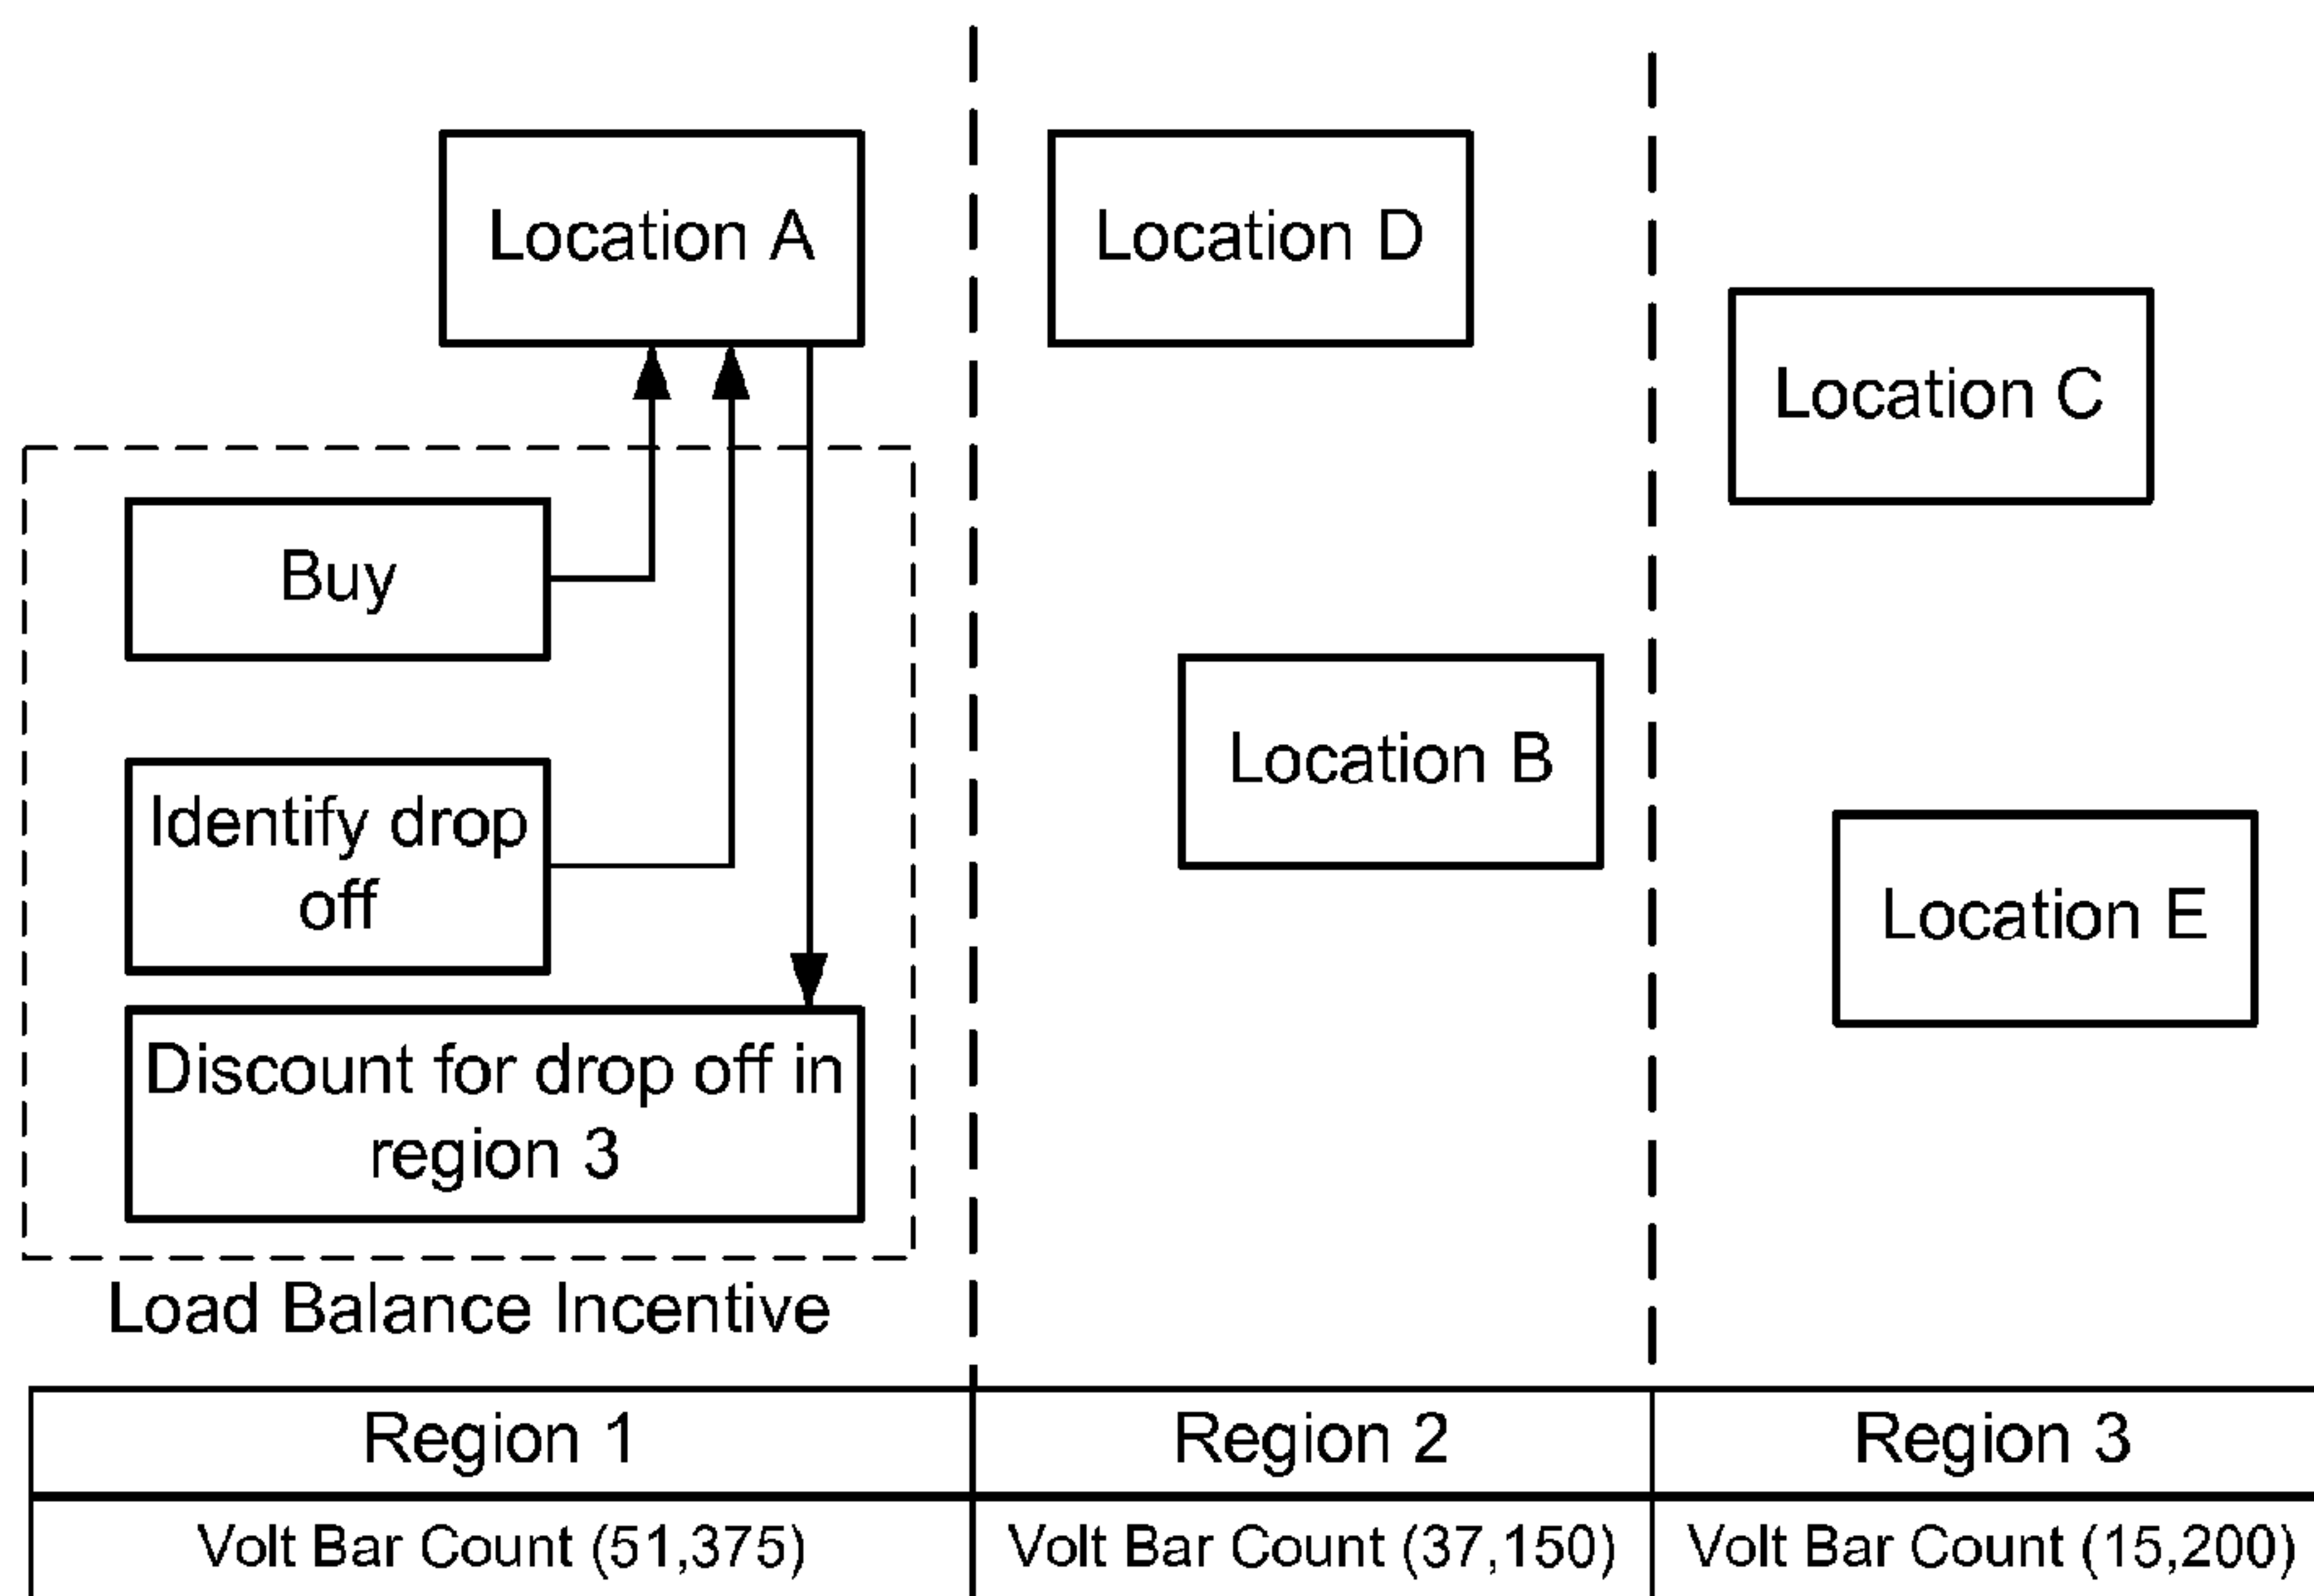 Location A
Location D
Location C
Buy
Location B
Identify drop
off
Location E
Discount for drop off in
region 3
Load Balance Incentive
Region 1
Region 2
Region 3
Volt Bar Count (51,375)
Volt Bar Count (37,150)
Volt Bar Count (15,200)